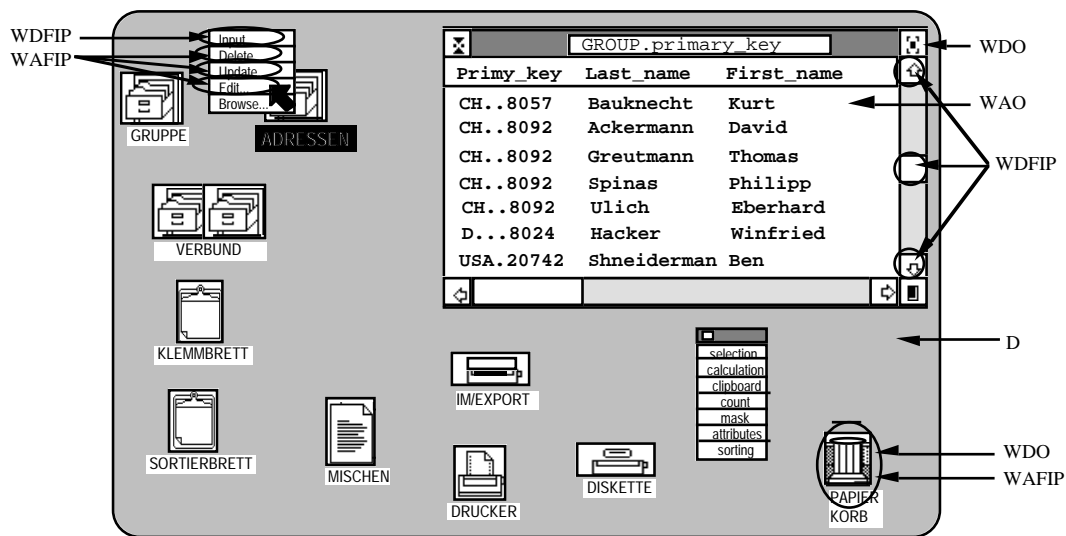 WDFIP
WAFIP
Input...
Delete
Update
Edit...
Browse...
GRUPPE
ADRESSEN
VERBUND
KLEMMBRETT
SORTIERBRETT
MISCHEN
GROUP.primary_key
Primy_key Last_name First_name
CH..8057 Bauknecht Kurt
CH..8092 Ackermann David
CH..8092 Greutmann Thomas
CH..8092 Spinas Philipp
CH..8092 Ulich Eberhard
D...8024 Hacker Winfried
USA.20742 Shneiderman Ben
WDO
WAO
WDFIP
D
IM/EXPORT
DRUCKER
DISKETTE
selection
calculation
clipboard
count
mask
attributes
sorting
PAPIER
KORB
WDO
WAFIP